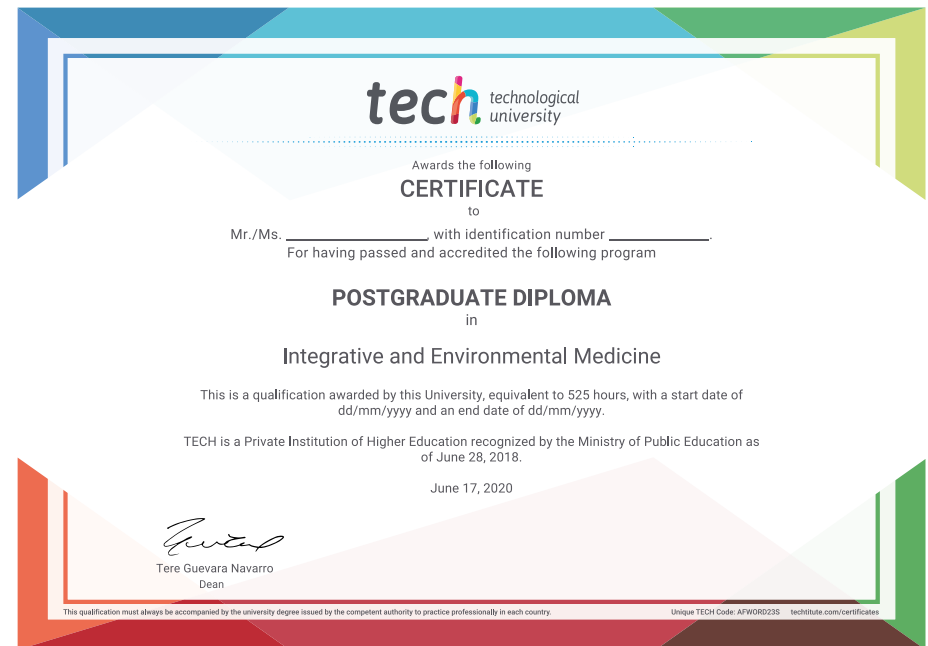 tech technological
university
Awards the following
CERTIFICATE
to
Mr./Ms. ____________________, with identification number ______________.
For having passed and accredited the following program
POSTGRADUATE DIPLOMA
in
Integrative and Environmental Medicine
This is a qualification awarded by this University, equivalent to 525 hours, with a start date of
dd/mm/yyyy and an end date of dd/mm/yyyy.
TECH is a Private Institution of Higher Education recognized by the Ministry of Public Education as
of June 28, 2018.
June 17, 2020
Tere Guevara Navarro
Dean
This qualification must always be accompanied by the university degree issued by the competent authority to practice professionally in each country.
Unique TECH Code: AFWORD23S techtitute.com/certificates